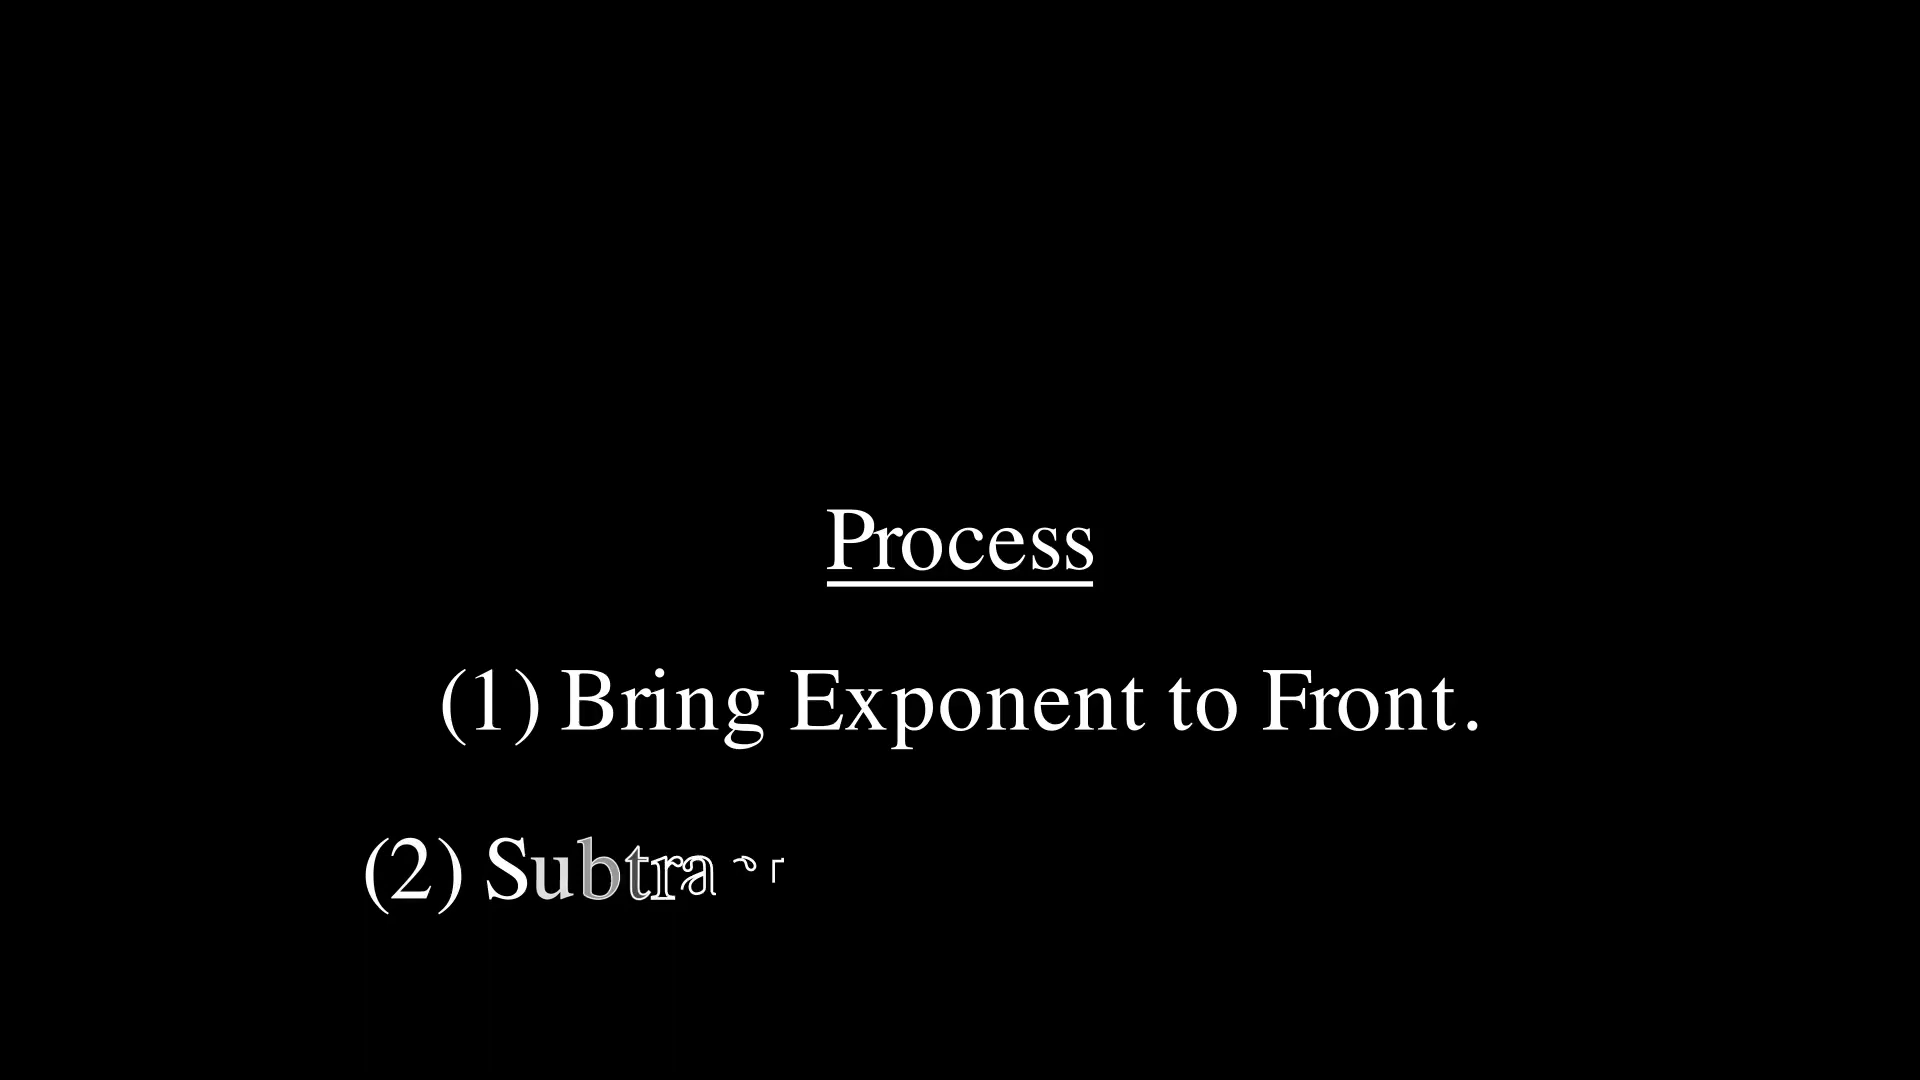 Process
(1) Bring Exponent to Front.
(2) Subtra